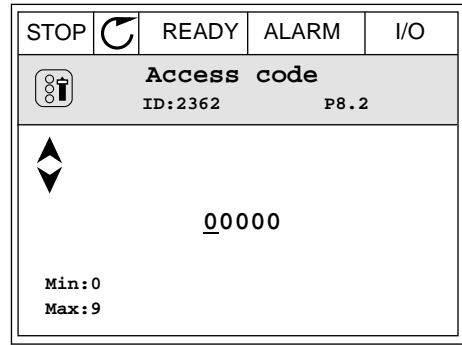 STOP READY ALARM I/O
Access code
ID:2362 P8.2
00000
Min:0
Max:9